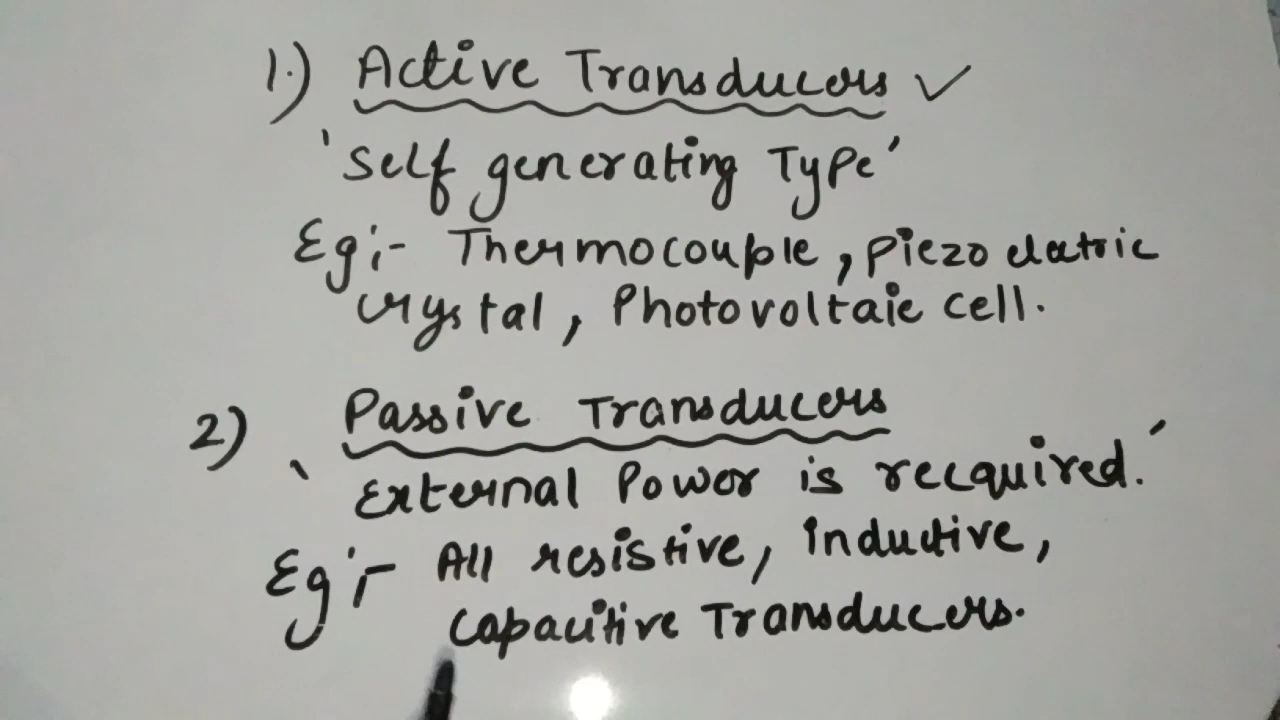 1.) Active Transducers ✓
'Self generating Type'
Eg:- Thermocouple, Piezo electric
crystal, Photovoltaic cell.
2) Passive Transducers
'External Power is recquired.'
Eg:- All resistive, inductive,
capacitive Transducers.